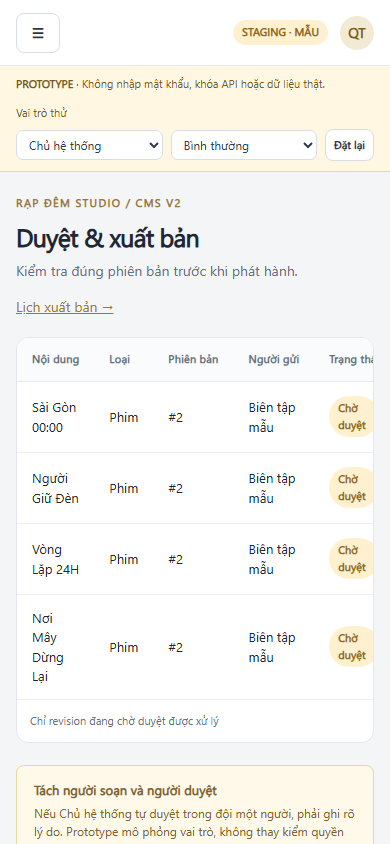 ☰
STAGING · MẪU
QT
PROTOTYPE · Không nhập mật khẩu, khóa API hoặc dữ liệu thật.
Vai trò thử
Chủ hệ thống
Bình thường
Đặt lại
RẠP ĐÊM STUDIO / CMS V2
Duyệt & xuất bản
Kiểm tra đúng phiên bản trước khi phát hành.
Lịch xuất bản →
Nội dung Loại Phiên bản Người gửi Trạng thá
Sài Gòn
00:00
Phim
#2
Biên tập
mẫu
Chờ
duyệt
Người
Giữ Đèn
Phim
#2
Biên tập
mẫu
Chờ
duyệt
Vòng
Lặp 24H
Phim
#2
Biên tập
mẫu
Chờ
duyệt
Nơi
Mây
Dừng
Lại
Phim
#2
Biên tập
mẫu
Chờ
duyệt
Chỉ revision đang chờ duyệt được xử lý
Tách người soạn và người duyệt
Nếu Chủ hệ thống tự duyệt trong đội một người, phải ghi rõ
lý do. Prototype mô phỏng vai trò, không thay kiểm quyền